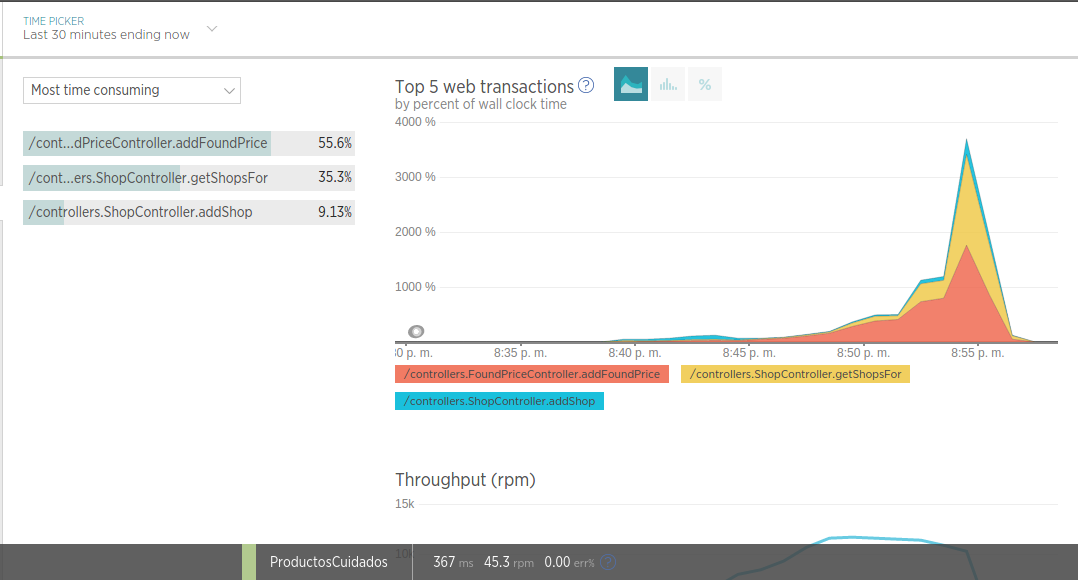 TIME PICKER
Last 30 minutes ending now
Most time consuming
/cont...dPriceController.addFoundPrice 55.6%
/cont...ers.ShopController.getShopsFor 35.3%
/controllers.ShopController.addShop 9.13%
Top 5 web transactions ?
by percent of wall clock time
%
4000 %
3000 %
2000 %
1000 %
:0 p. m. 8:35 p. m. 8:40 p. m. 8:45 p. m. 8:50 p. m. 8:55 p. m.
/controllers.FoundPriceController.addFoundPrice /controllers.ShopController.getShopsFor
/controllers.ShopController.addShop
Throughput (rpm)
15k
10k
ProductosCuidados 367 ms 45.3 rpm 0.00 err% ?